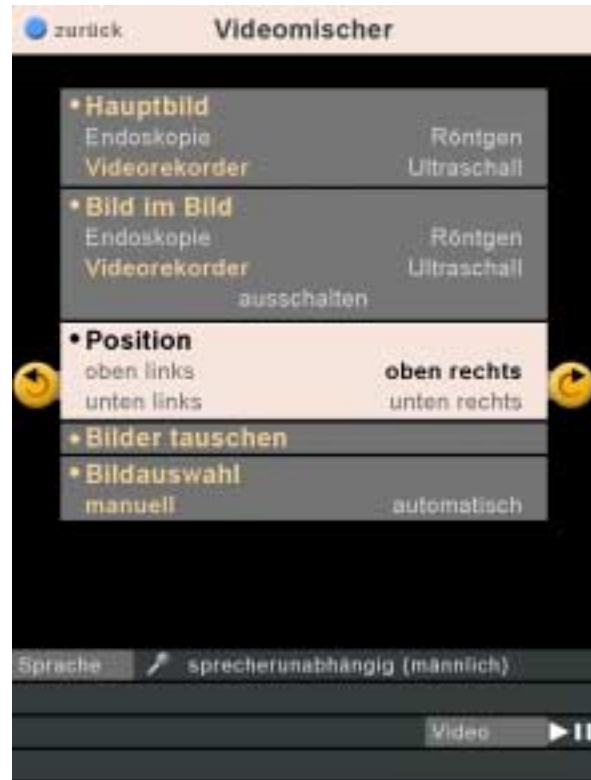 zurück Videomischer
• Hauptbild
Endoskopie Röntgen
Videorekorder Ultraschall
• Bild im Bild
Endoskopie Röntgen
Videorekorder Ultraschall
ausschalten
• Position
oben links oben rechts
unten links unten rechts
• Bilder tauschen
• Bildauswahl
manuell automatisch
Sprache sprecherunabhängig (männlich)
Video